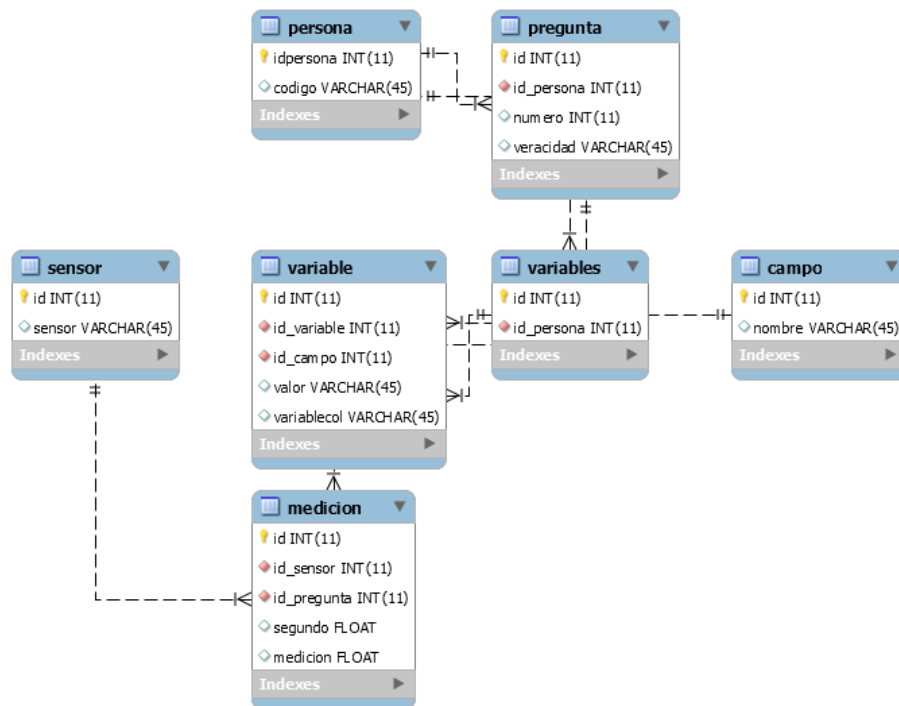 persona
idpersona INT(11)
codigo VARCHAR(45)
Indexes
pregunta
id INT(11)
id_persona INT(11)
numero INT(11)
veracidad VARCHAR(45)
Indexes
sensor
id INT(11)
sensor VARCHAR(45)
Indexes
variable
id INT(11)
id_variable INT(11)
id_campo INT(11)
valor VARCHAR(45)
variablecol VARCHAR(45)
Indexes
variables
id INT(11)
id_persona INT(11)
Indexes
campo
id INT(11)
nombre VARCHAR(45)
Indexes
medicion
id INT(11)
id_sensor INT(11)
id_pregunta INT(11)
segundo FLOAT
medicion FLOAT
Indexes